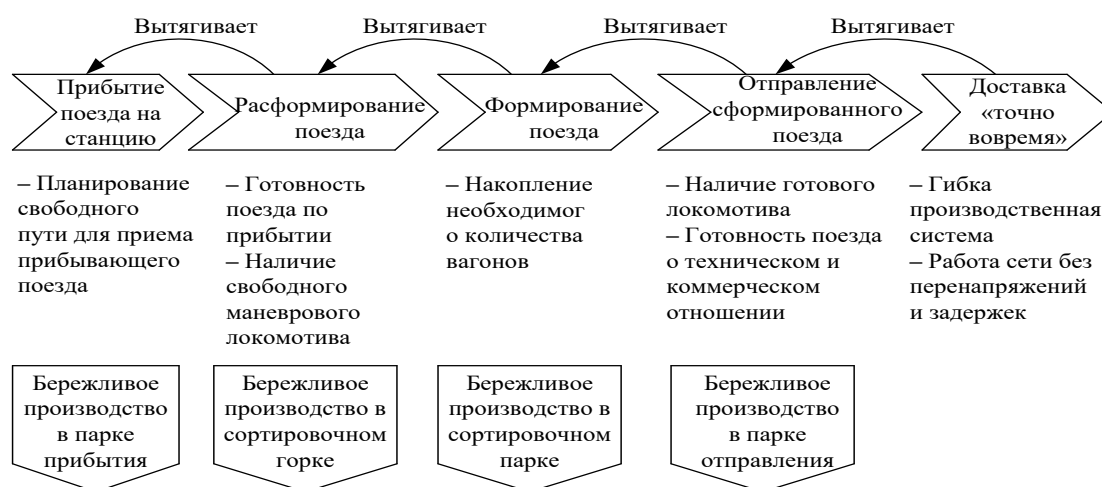 Вытягивает
Вытягивает
Вытягивает
Вытягивает
Прибытие
поезда на
станцию
Расформирование
поезда
Формирование
поезда
Отправление
сформированного
поезда
Доставка
«точно
вовремя»
– Планирование
свободного
пути для приема
прибывающего
поезда
– Готовность
поезда по
прибытии
– Наличие
свободного
маневрового
локомотива
– Накопление
необходимог
о количества
вагонов
– Наличие готового
локомотива
– Готовность поезда
о техническом и
коммерческом
отношении
– Гибка
производственная
система
– Работа сети без
перенапряжений
и задержек
Бережливое
производство
в парке
прибытия
Бережливое
производство в
сортировочном
горке
Бережливое
производство в
сортировочном
парке
Бережливое
производство
в парке
отправления